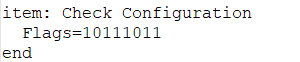 item: Check Configuration
  Flags=10111011
end